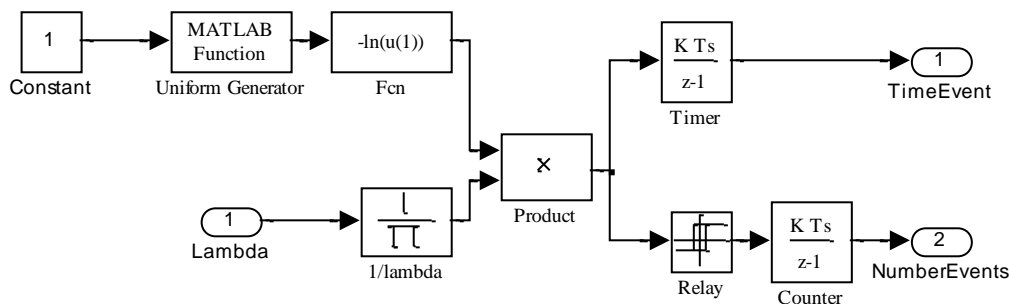 1
Constant
MATLAB
Function
Uniform Generator
-ln(u(1))
Fcn
K Ts
z-1
Timer
1
TimeEvent
×
Product
1
Lambda
1/lambda
Relay
K Ts
z-1
Counter
2
NumberEvents